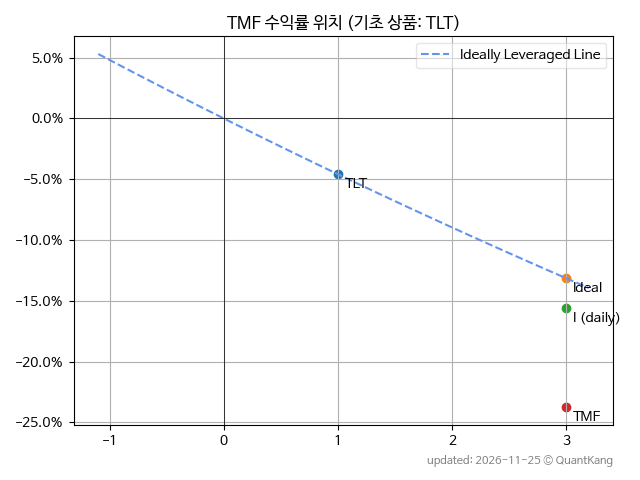 TMF 수익률 위치 (기초 상품: TLT)
Ideally Leveraged Line
5.0%
0.0%
−5.0%
−10.0%
−15.0%
−20.0%
−25.0%
TLT
Ideal
I (daily)
TMF
−1
0
1
2
3
updated: 2026-11-25 © QuantKang